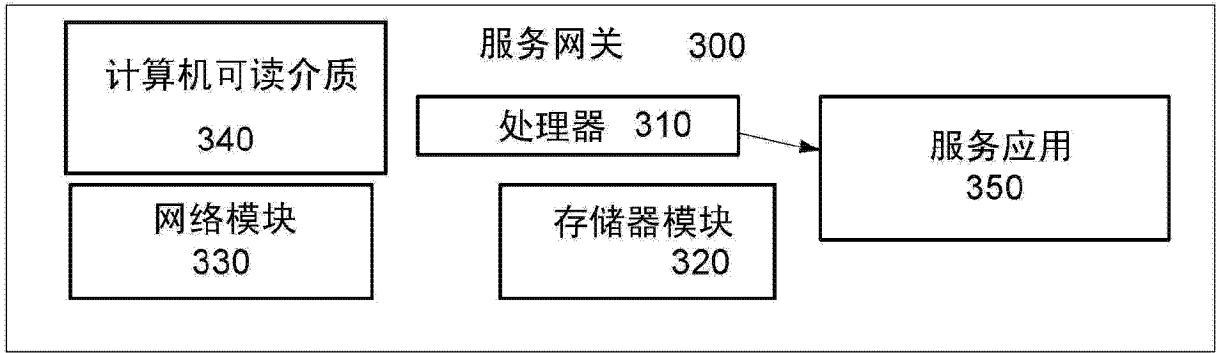 服务网关 300
计算机可读介质
340
处理器 310
服务应用
350
网络模块
330
存储器模块
320